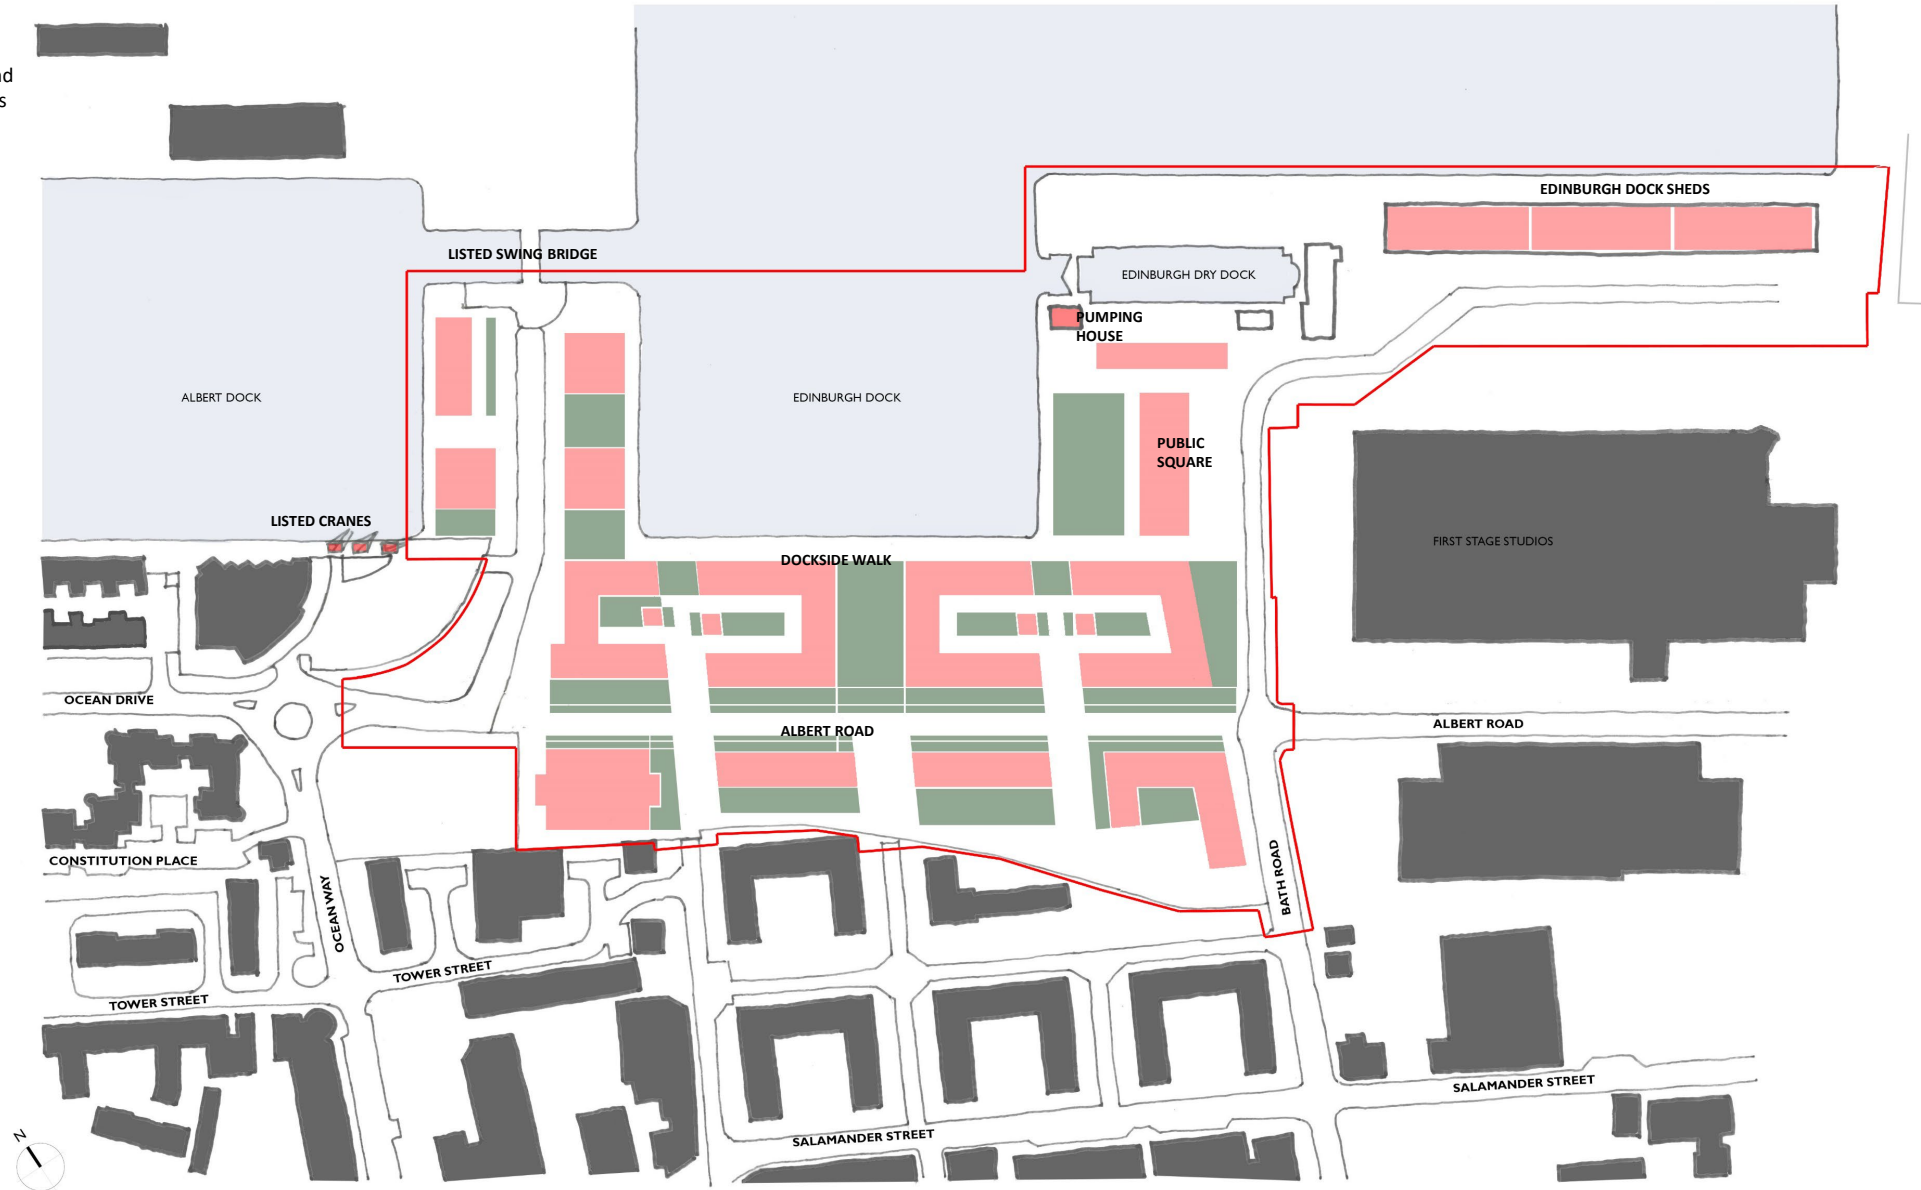 nd
s
EDINBURGH DOCK SHEDS
LISTED SWING BRIDGE
EDINBURGH DRY DOCK
PUMPING
HOUSE
ALBERT DOCK
EDINBURGH DOCK
PUBLIC
SQUARE
LISTED CRANES
FIRST STAGE STUDIOS
DOCKSIDE WALK
OCEAN DRIVE
ALBERT ROAD
ALBERT ROAD
CONSTITUTION PLACE
OCEAN WAY
BATH ROAD
TOWER STREET
TOWER STREET
SALAMANDER STREET
SALAMANDER STREET
N